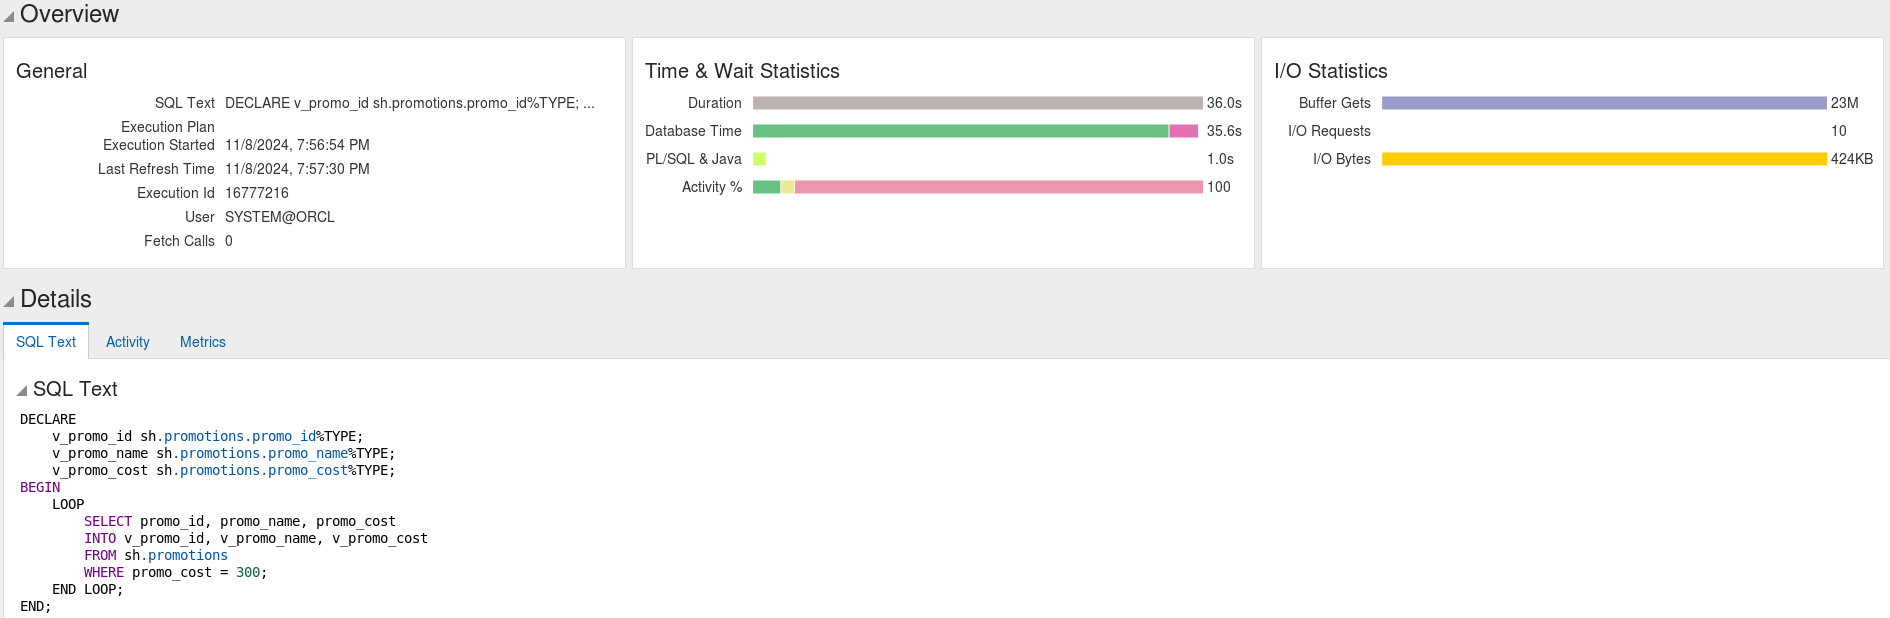 Overview
General
SQL Text DECLARE v_promo_id sh.promotions.promo_id%TYPE; ...
Execution Plan
Execution Started 11/8/2024, 7:56:54 PM
Last Refresh Time 11/8/2024, 7:57:30 PM
Execution Id 16777216
User SYSTEM@ORCL
Fetch Calls 0
Time & Wait Statistics
Duration 36.0s
Database Time 35.6s
PL/SQL & Java 1.0s
Activity % 100
I/O Statistics
Buffer Gets 23M
I/O Requests 10
I/O Bytes 424KB
Details
SQL Text Activity Metrics
SQL Text
DECLARE
    v_promo_id sh.promotions.promo_id%TYPE;
    v_promo_name sh.promotions.promo_name%TYPE;
    v_promo_cost sh.promotions.promo_cost%TYPE;
BEGIN
    LOOP
        SELECT promo_id, promo_name, promo_cost
        INTO v_promo_id, v_promo_name, v_promo_cost
        FROM sh.promotions
        WHERE promo_cost = 300;
    END LOOP;
END;